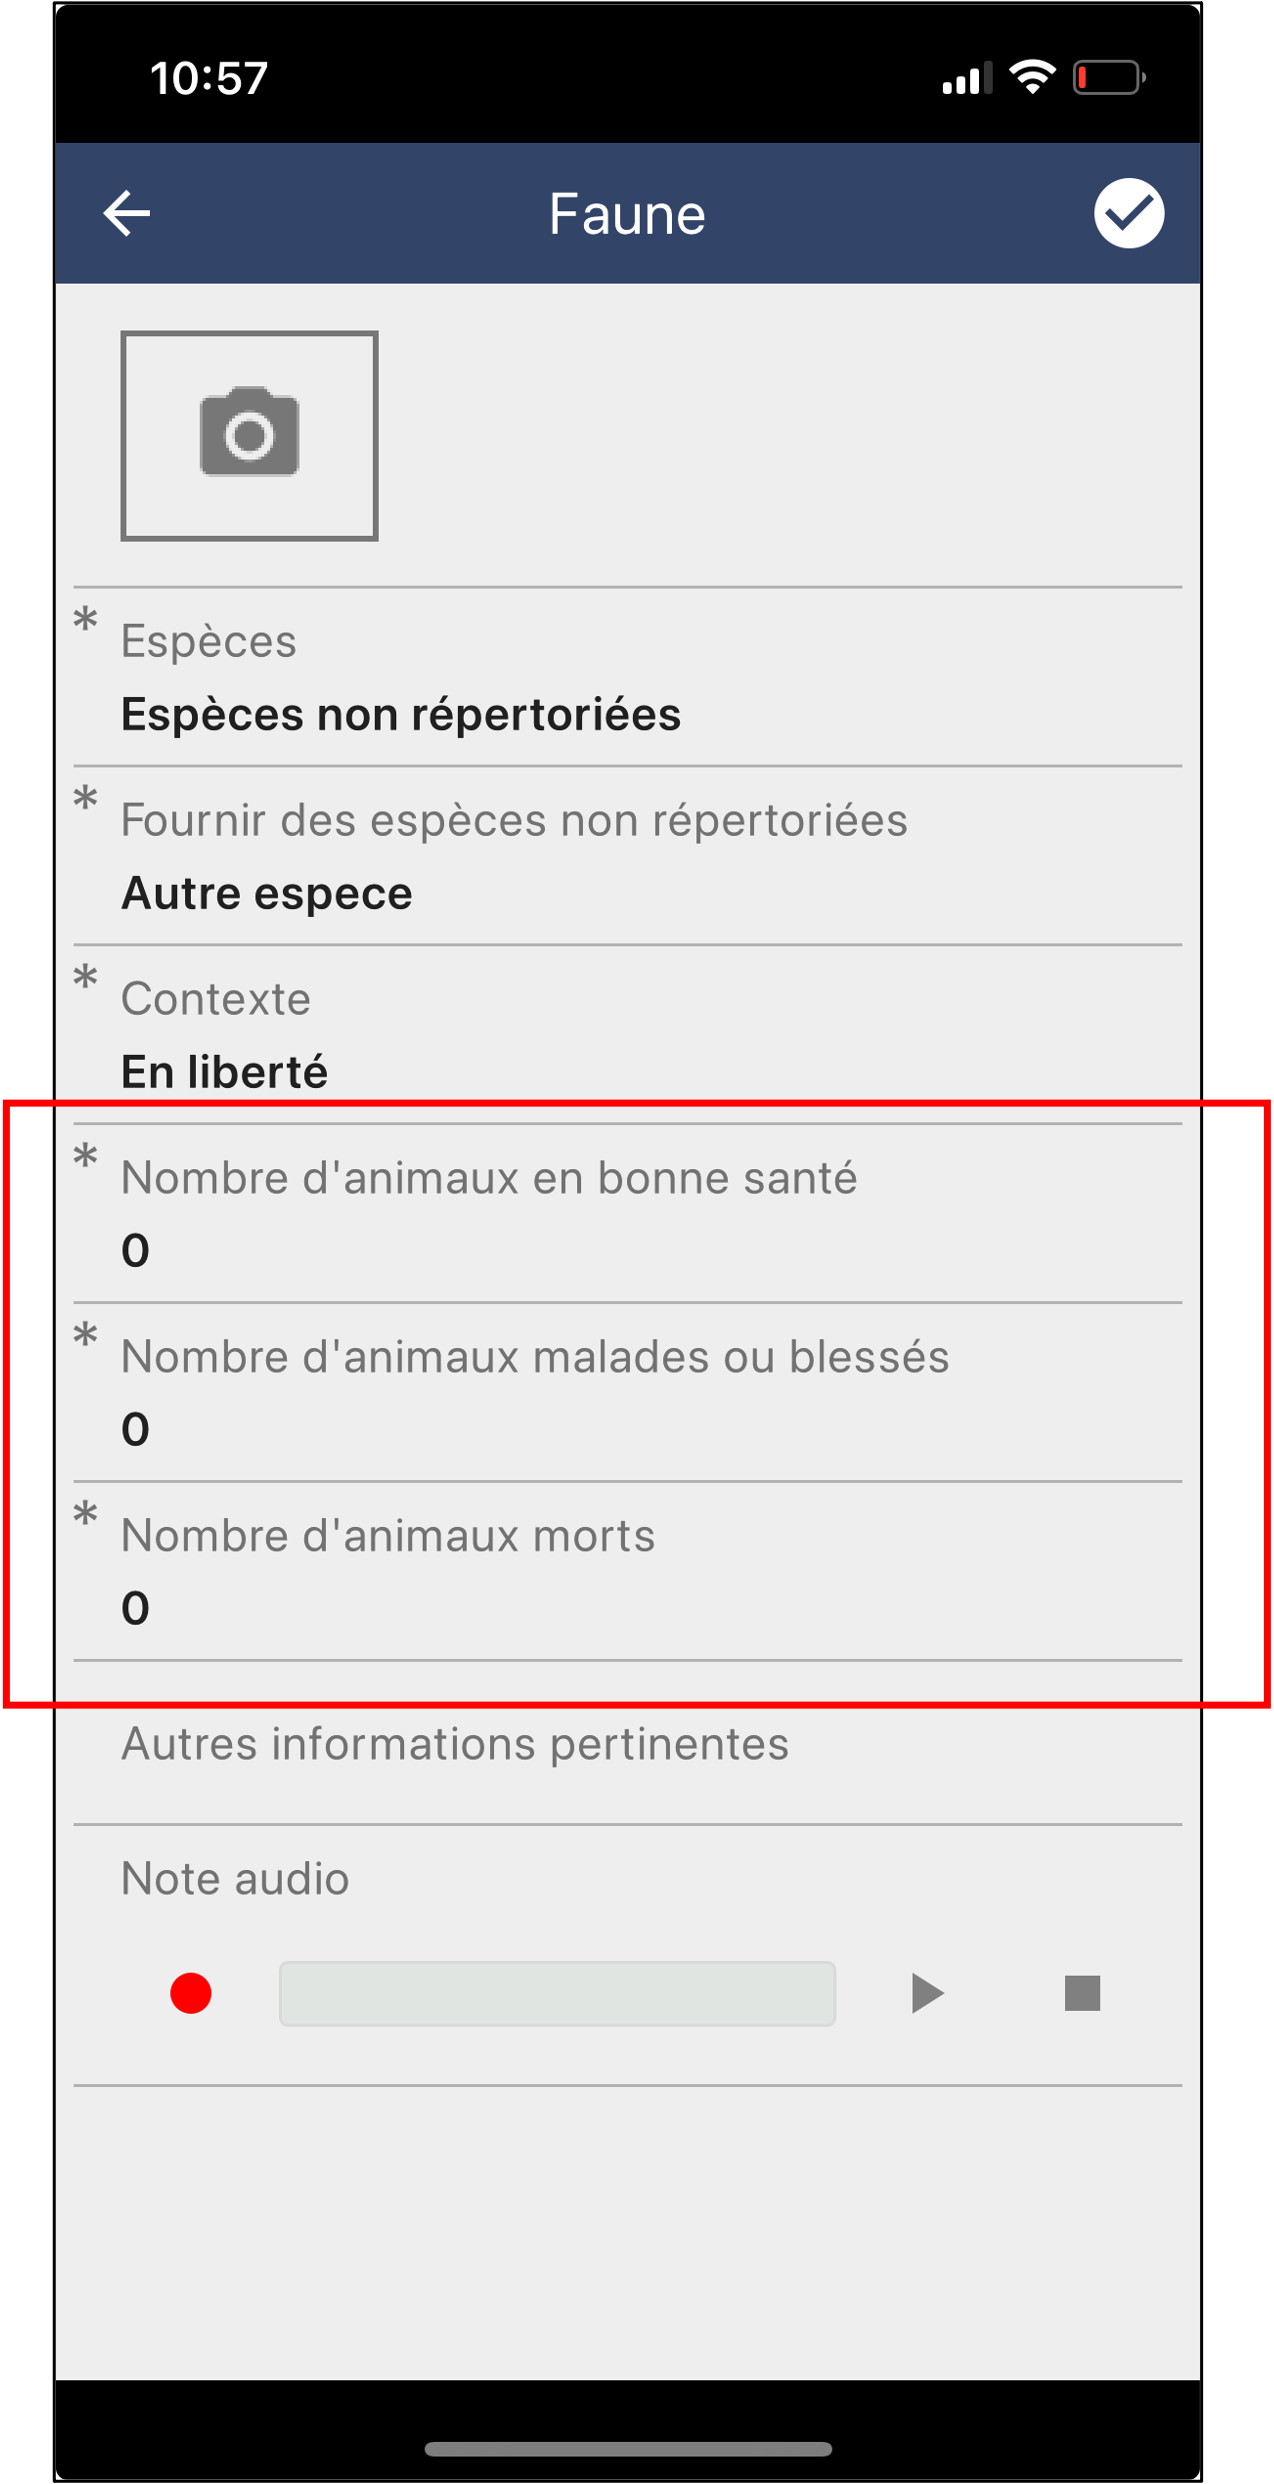 10:57
Faune
* Espèces
Espèces non répertoriées
* Fournir des espèces non répertoriées
Autre espece
* Contexte
En liberté
* Nombre d'animaux en bonne santé
0
* Nombre d'animaux malades ou blessés
0
* Nombre d'animaux morts
0
Autres informations pertinentes
Note audio